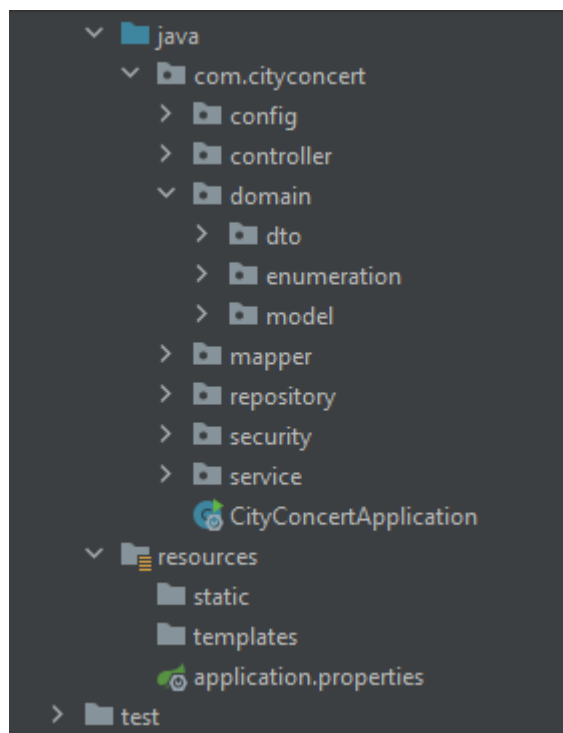 java
com.cityconcert
config
controller
domain
dto
enumeration
model
mapper
repository
security
service
CityConcertApplication
resources
static
templates
application.properties
test